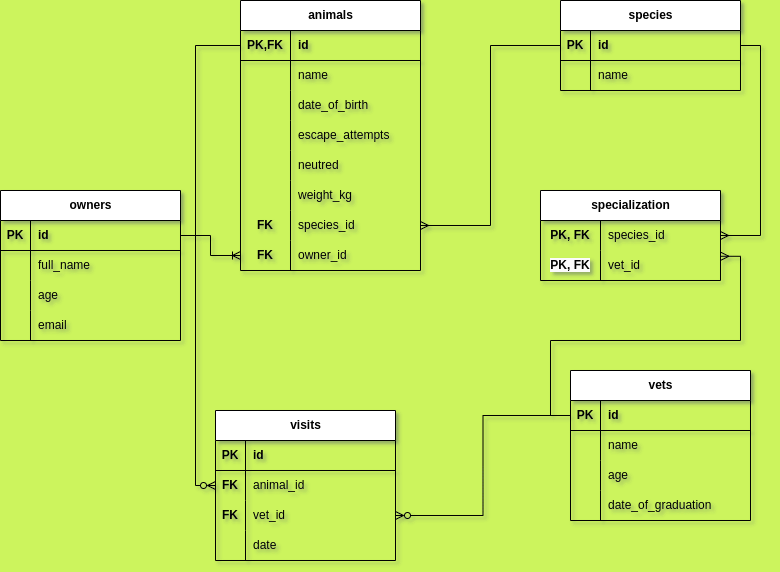 animals
PK,FK id
name
date_of_birth
escape_attempts
neutred
weight_kg
FK species_id
FK owner_id
species
PK id
name
owners
PK id
full_name
age
email
specialization
PK, FK species_id
PK, FK vet_id
visits
PK id
FK animal_id
FK vet_id
date
vets
PK id
name
age
date_of_graduation